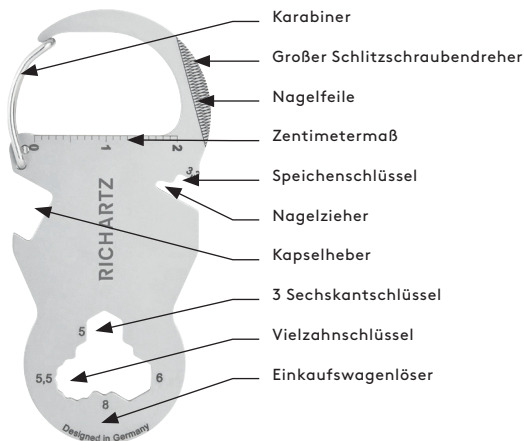 Karabiner
Großer Schlitzschraubendreher
Nagelfeile
Zentimetermaß
0 1 2
Speichenschlüssel
Nagelzieher
Kapselheber
RICHARTZ
3 Sechskantschlüssel
5
Vielzahnschlüssel
5,5 6
8
Einkaufswagenlöser
Designed in Germany